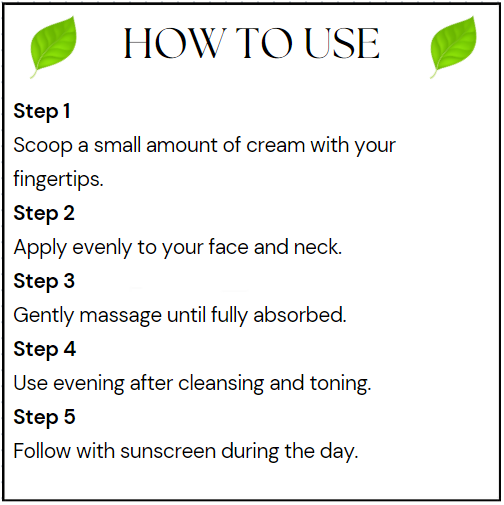 HOW TO USE
Step 1
Scoop a small amount of cream with your
fingertips.
Step 2
Apply evenly to your face and neck.
Step 3
Gently massage until fully absorbed.
Step 4
Use evening after cleansing and toning.
Step 5
Follow with sunscreen during the day.